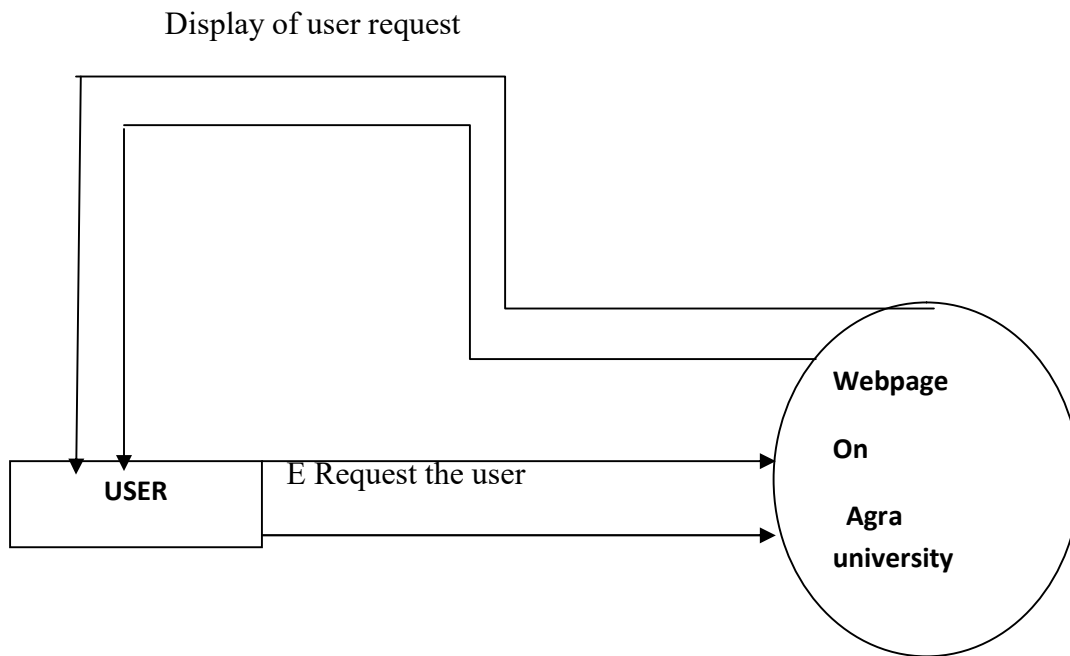 Display of user request
Webpage
On
Agra
university
E Request the user
USER